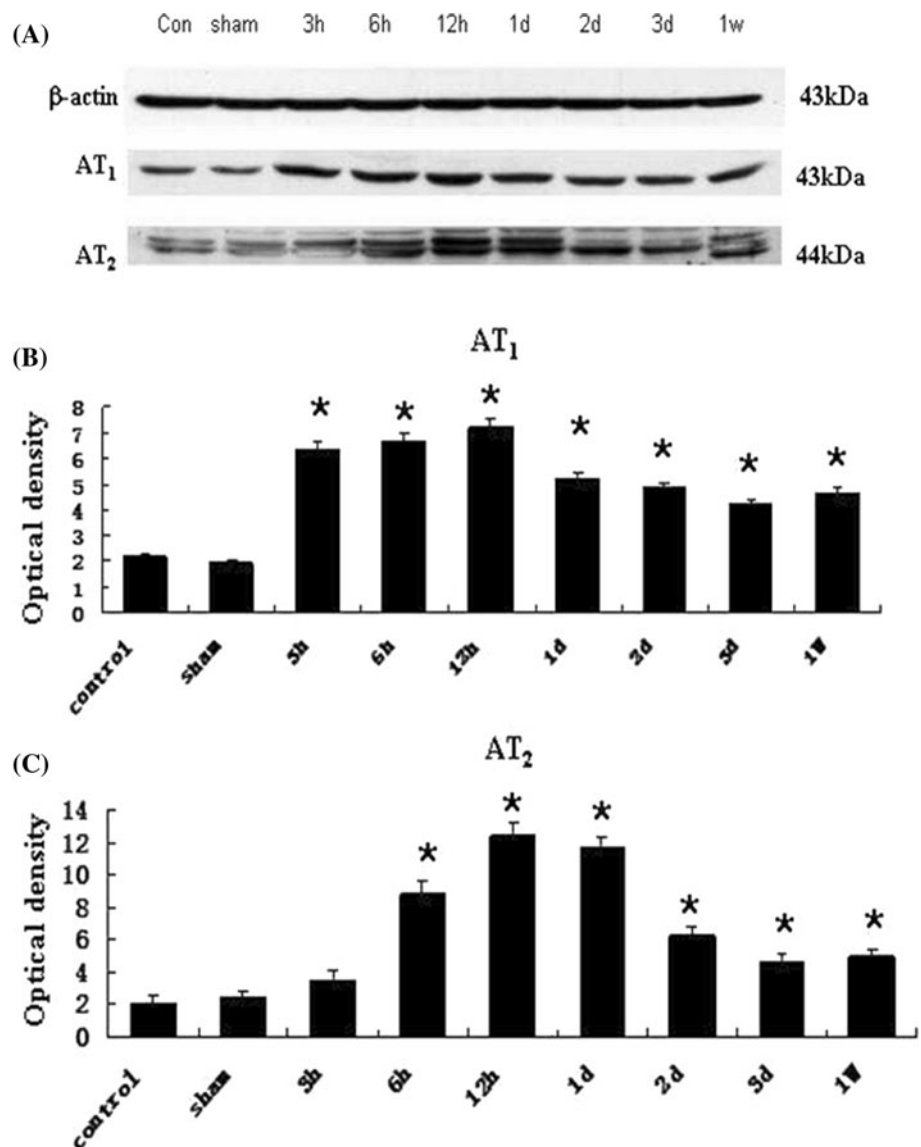 (A) Con sham 3h 6h 12h 1d 2d 3d 1w
β-actin 43kDa
AT₁ 43kDa
AT₂ 44kDa
(B) AT₁
Optical density
8
7
6
5
4
3
2
1
0
* * * * * * *
control sham 3h 6h 12h 1d 2d 3d 1W
(C) AT₂
Optical density
14
12
10
8
6
4
2
0
* * * * * *
control sham 3h 6h 12h 1d 2d 3d 1W